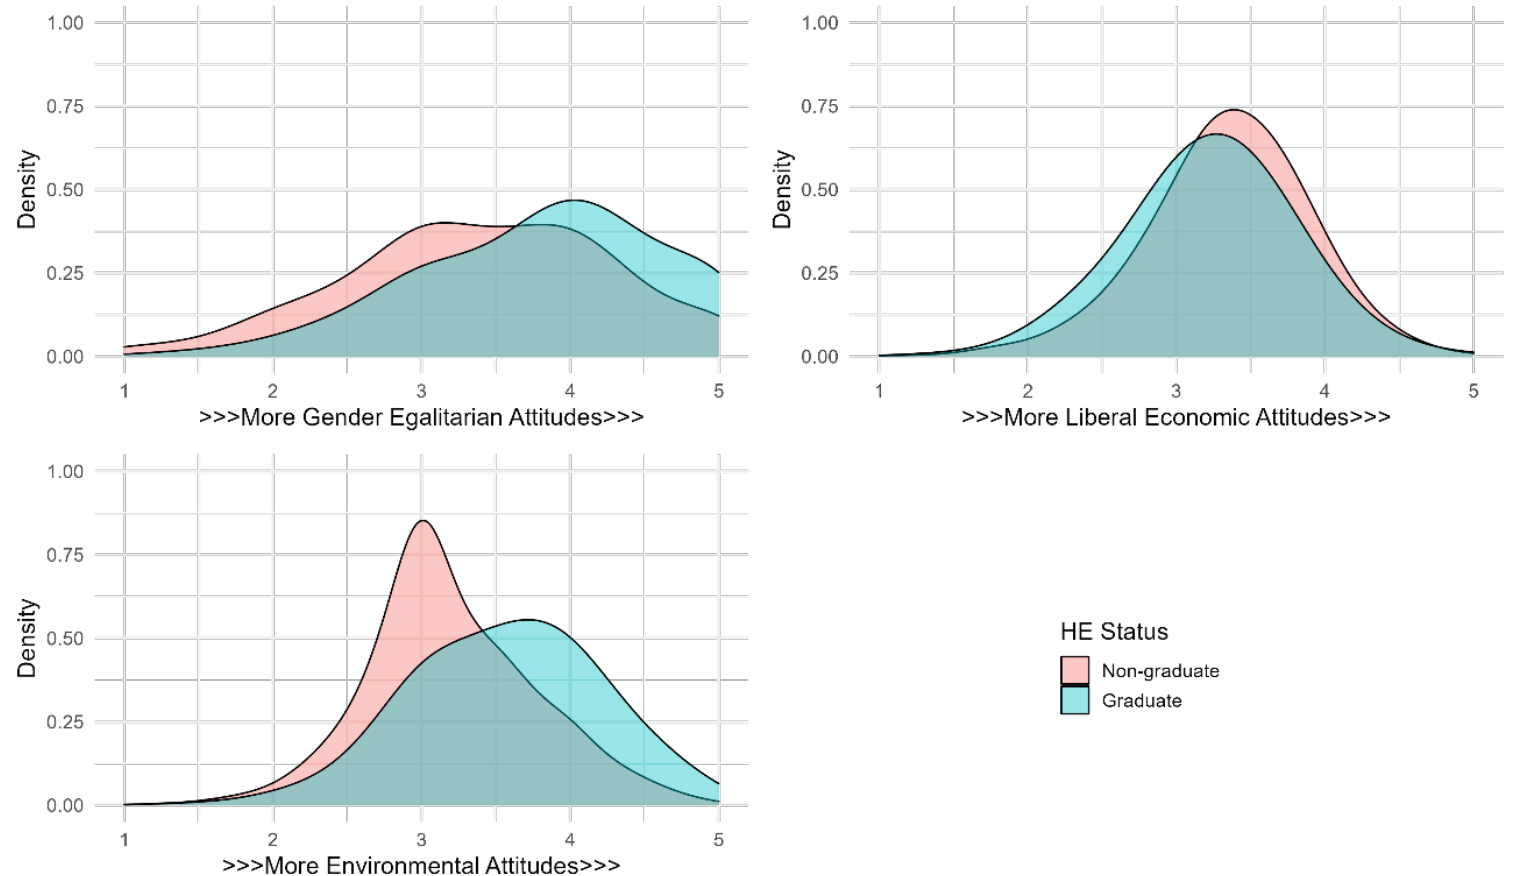 1.00
0.75
0.50
0.25
0.00
Density
1 2 3 4 5
>>>More Gender Egalitarian Attitudes>>>
1.00
0.75
0.50
0.25
0.00
Density
1 2 3 4 5
>>>More Liberal Economic Attitudes>>>
1.00
0.75
0.50
0.25
0.00
Density
1 2 3 4 5
>>>More Environmental Attitudes>>>
HE Status
Non-graduate
Graduate